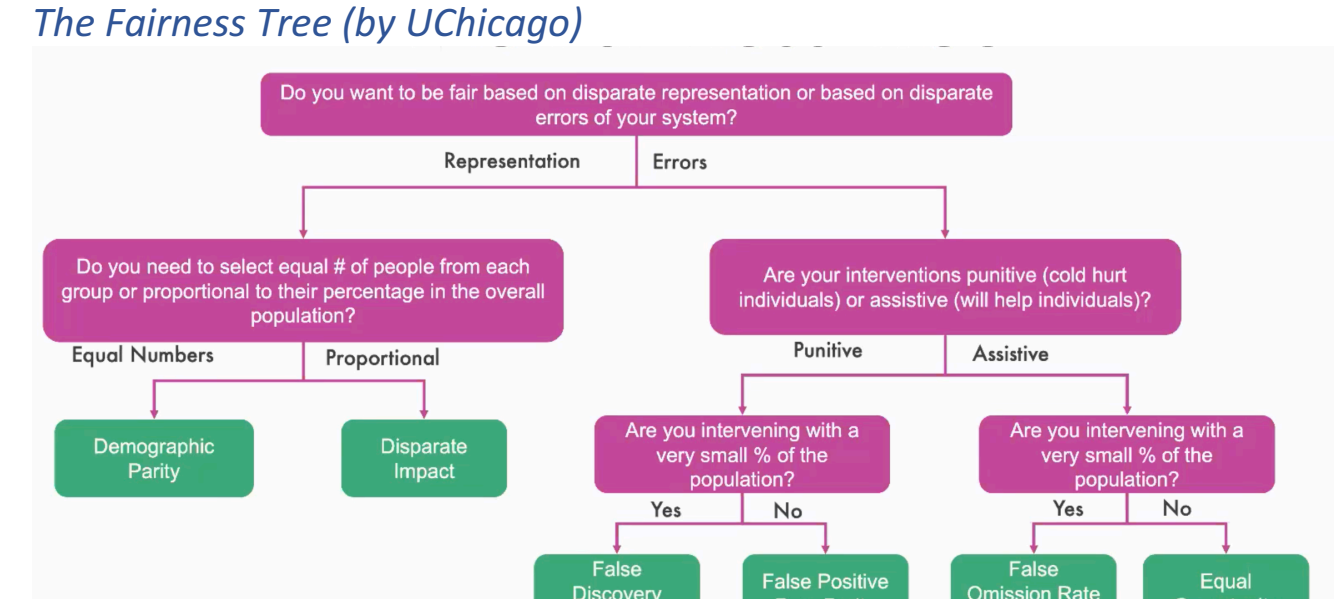 The Fairness Tree (by UChicago)
Do you want to be fair based on disparate representation or based on disparate
errors of your system?
Representation
Errors
Do you need to select equal # of people from each
group or proportional to their percentage in the overall
population?
Are your interventions punitive (cold hurt
individuals) or assistive (will help individuals)?
Equal Numbers
Proportional
Punitive
Assistive
Demographic
Parity
Disparate
Impact
Are you intervening with a
very small % of the
population?
Are you intervening with a
very small % of the
population?
Yes
No
Yes
No
False
Discovery
False Positive
False
Omission Rate
Equal